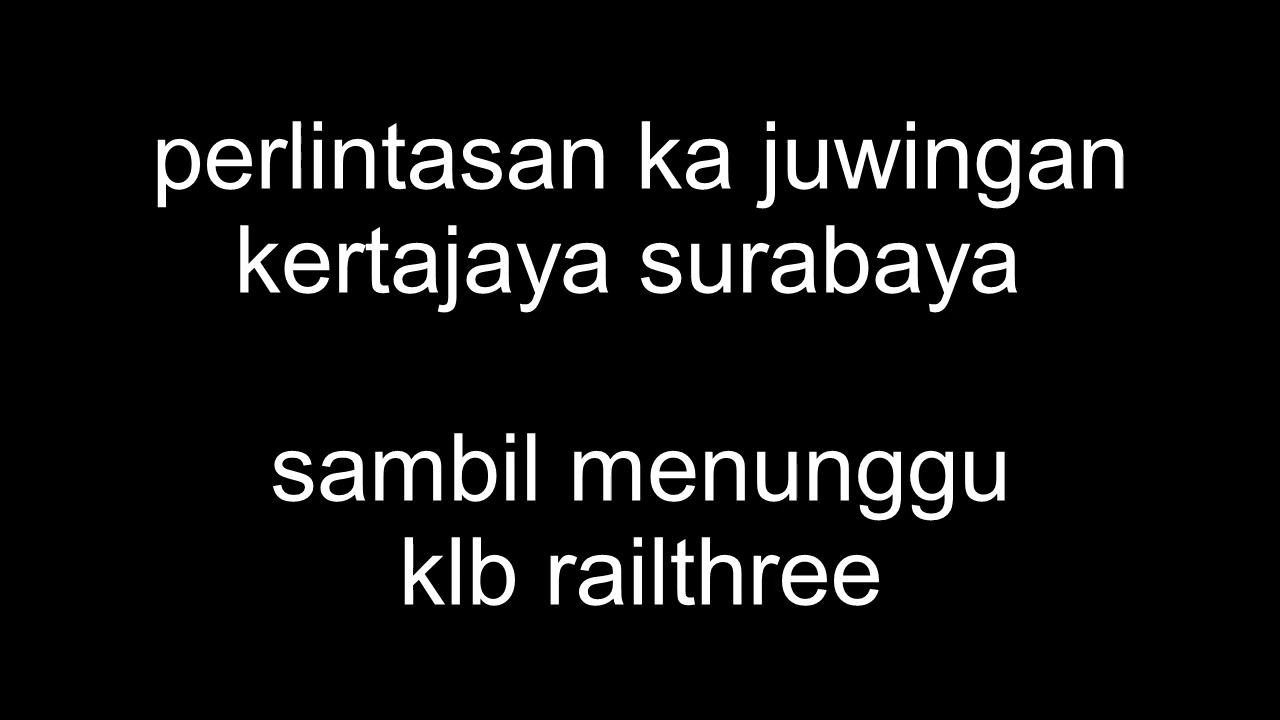 perlintasan ka juwingan
kertajaya surabaya
sambil menunggu
klb railthree